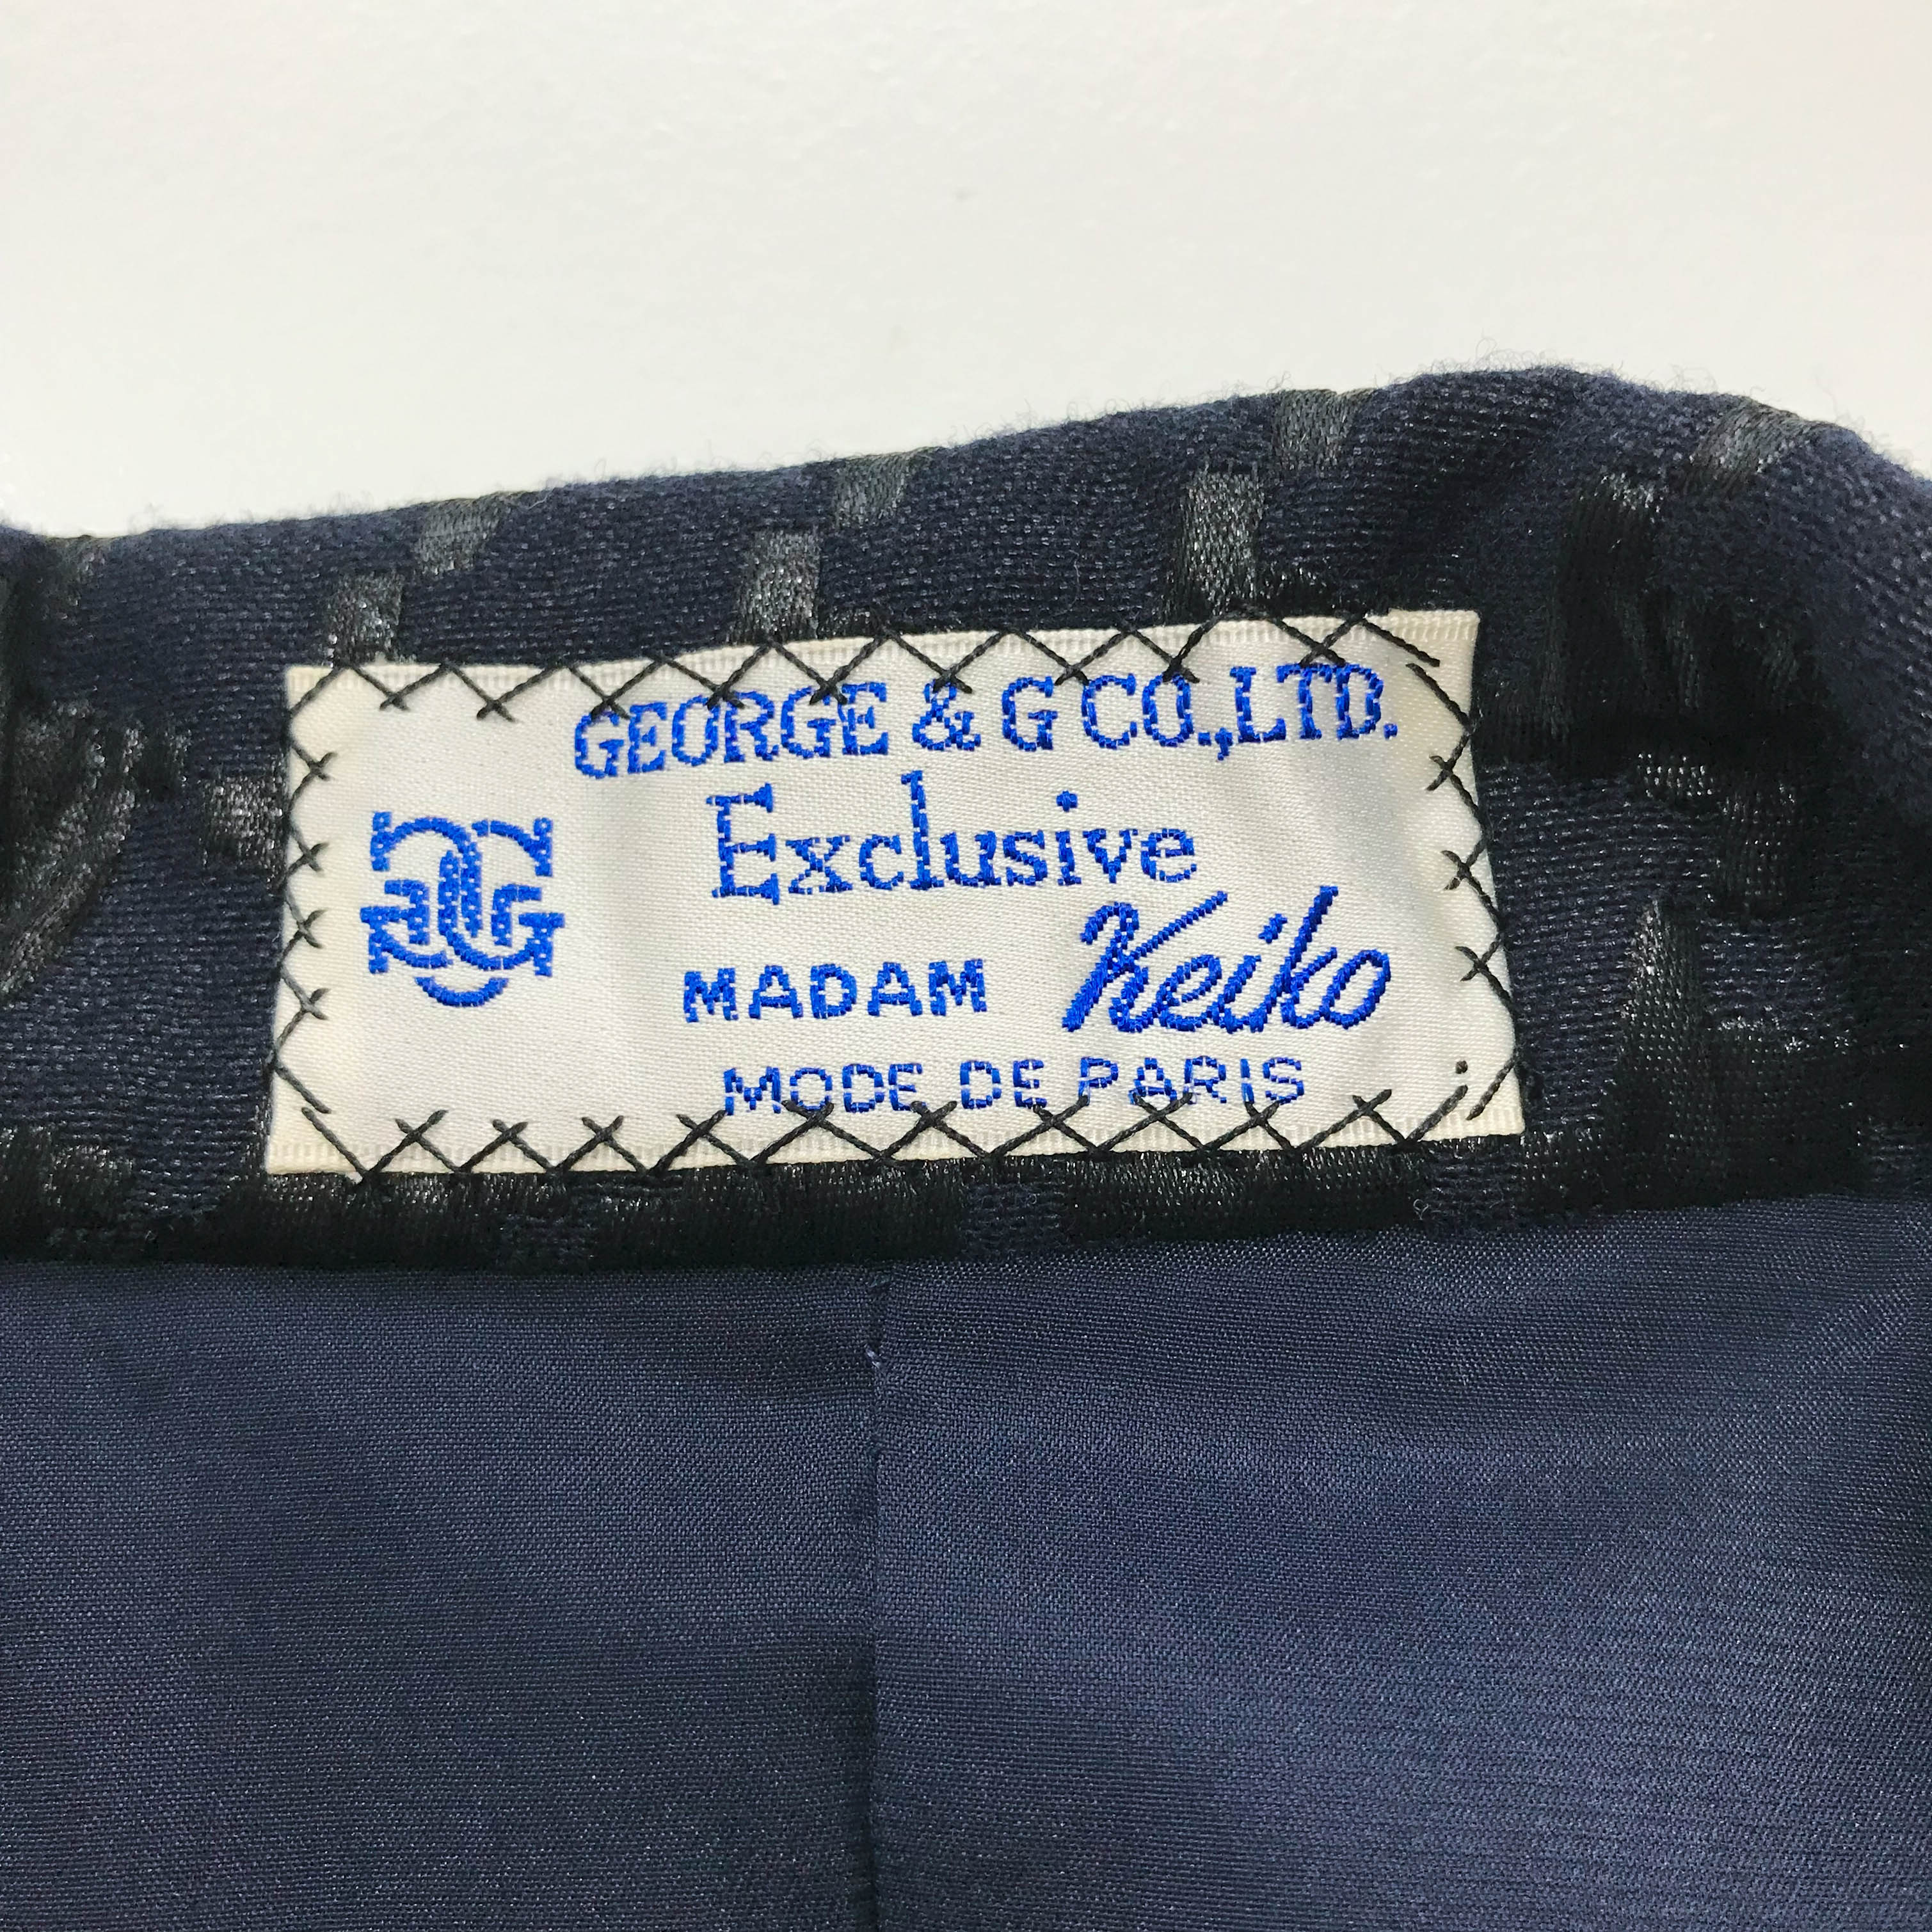 GEORGE & G CO.,LTD.
Exclusive
MADAM Keiko
MODE DE PARIS